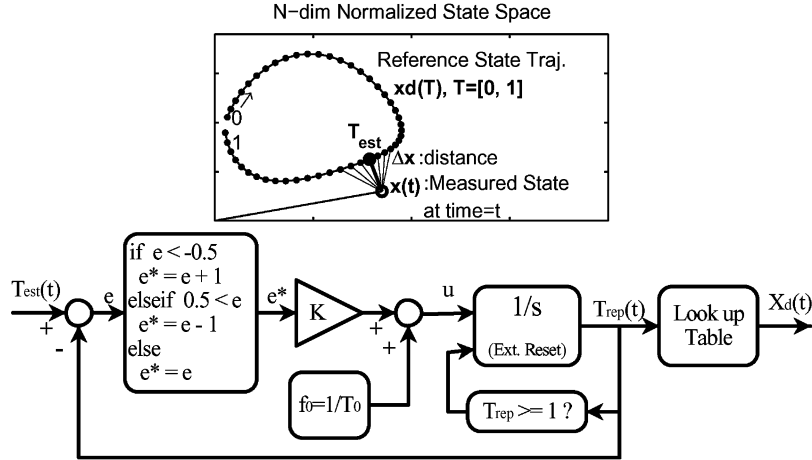 N-dim Normalized State Space
Reference State Traj.
xd(T), T=[0, 1]
0
1
Test
Δx :distance
x(t) :Measured State
at time=t
Test(t)
+
-
e
if e < -0.5
e* = e + 1
elseif 0.5 < e
e* = e - 1
else
e* = e
e*
K
+
+
f0=1/T0
u
1/s
(Ext. Reset)
Trep(t)
Trep >= 1 ?
Look up
Table
Xd(t)